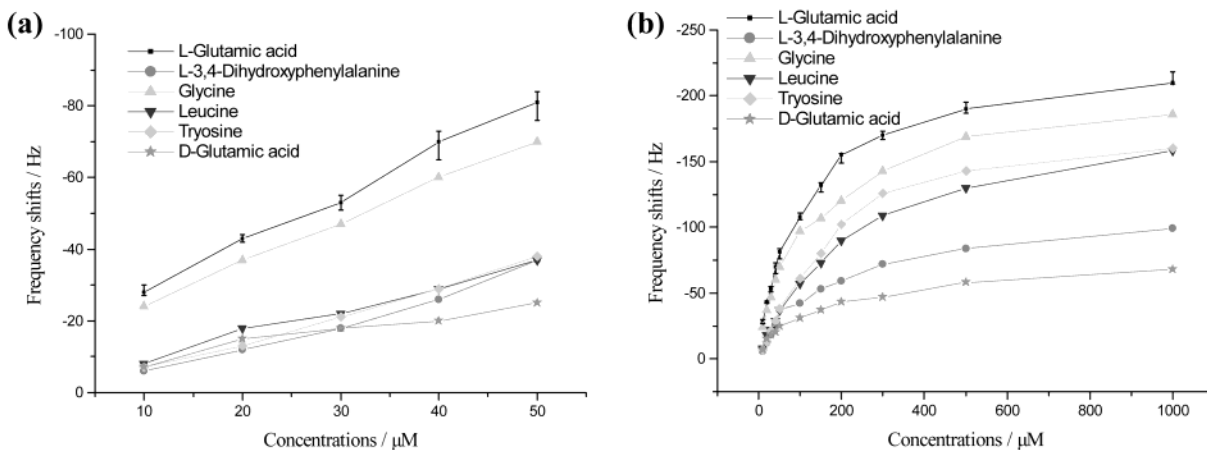 (a)
-100
-80
-60
-40
-20
0
Frequency shifts / Hz
L-Glutamic acid
L-3,4-Dihydroxyphenylalanine
Glycine
Leucine
Tryosine
D-Glutamic acid
10 20 30 40 50
Concentrations / μM
(b)
-250
-200
-150
-100
-50
0
Frequency shifts / Hz
L-Glutamic acid
L-3,4-Dihydroxyphenylalanine
Glycine
Leucine
Tryosine
D-Glutamic acid
0 200 400 600 800 1000
Concentrations / μM